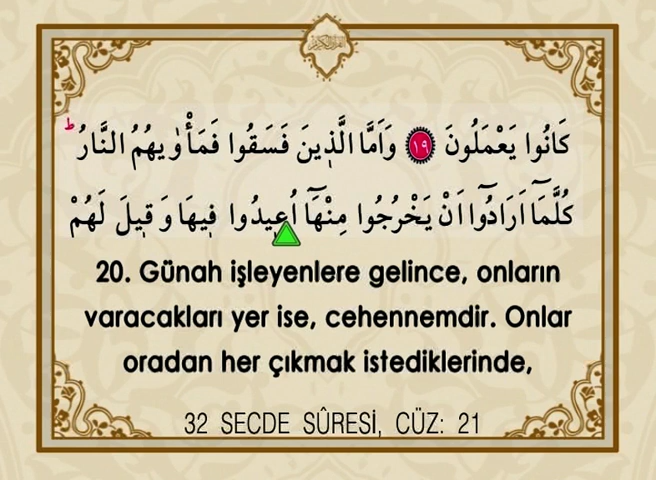 كَانُوا يَعْمَلُونَ ﴿١٩﴾ وَاَمَّا الَّذ۪ينَ فَسَقُوا فَمَأْوٰيهُمُ النَّارُۜ
كُلَّمَٓا اَرَادُٓوا اَنْ يَخْرُجُوا مِنْهَٓا اُع۪يدُوا ف۪يهَا وَ ق۪يلَ لَهُمْ
20. Günah işleyenlere gelince, onların
varacakları yer ise, cehennemdir. Onlar
oradan her çıkmak istediklerinde,
32 SECDE SÛRESİ, CÜZ: 21